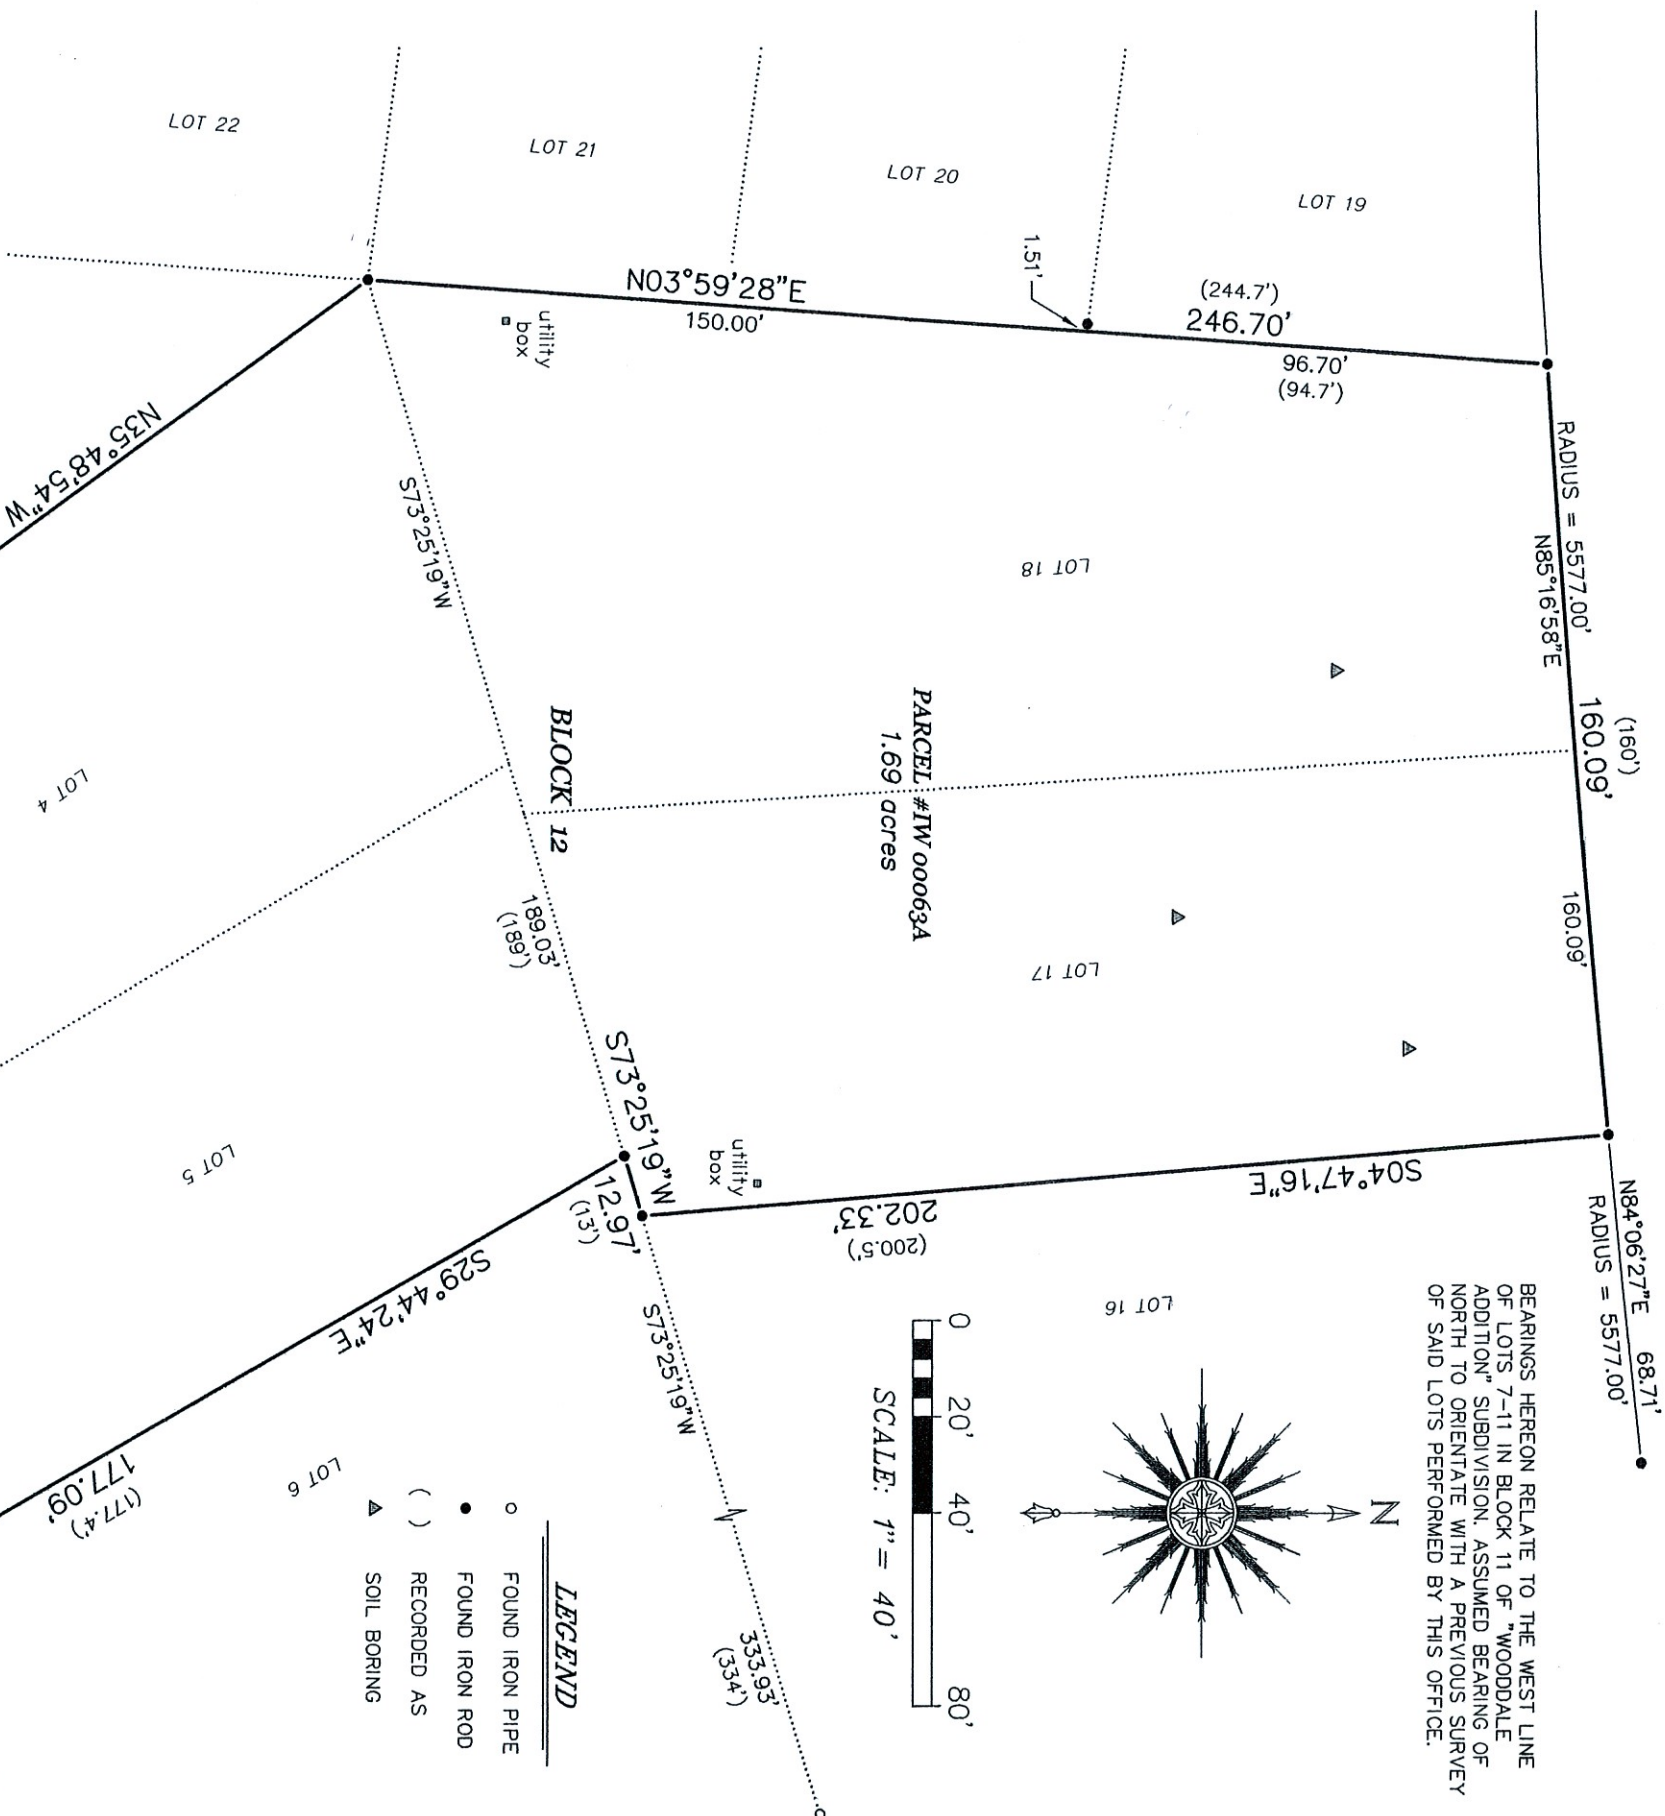 LOT 22
LOT 21
LOT 20
LOT 19
1.51'
N03°59'28"E
150.00'
(244.7')
246.70'
96.70'
(94.7')
utility
box
N35°48'54"W
S73°25'19"W
RADIUS = 5577.00'
N85°16'58"E
(160')
160.09'
160.09'
LOT 18
PARCEL #IW00063A
1.69 acres
BLOCK 12
LOT 4
LOT 17
189.03'
(189')
LOT 5
S73°25'19"W
12.97'
(13')
utility
box
S04°47'16"E
202.33'
(200.5')
N84°06'27"E 68.71'
RADIUS = 5577.00'
S29°44'24"E
177.09'
(177.4')
LOT 6
LOT 16
S73°25'19"W
333.93'
(334')
BEARINGS HEREON RELATE TO THE WEST LINE
OF LOTS 7-11 IN BLOCK 11 OF "WOODDALE
ADDITION" SUBDIVISION. ASSUMED BEARING OF
NORTH TO ORIENTATE WITH A PREVIOUS SURVEY
OF SAID LOTS PERFORMED BY THIS OFFICE.
N
0 20' 40' 80'
SCALE: 1"= 40'
LEGEND
FOUND IRON PIPE
FOUND IRON ROD
( ) RECORDED AS
SOIL BORING